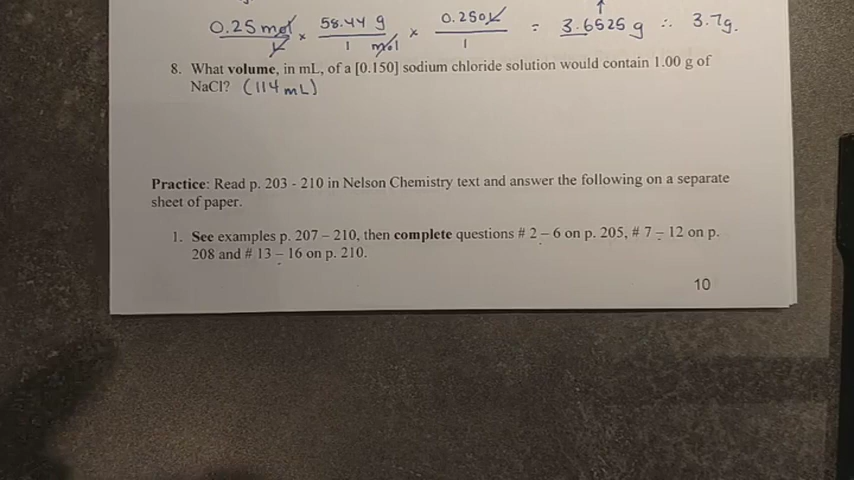 0.25 mol/L × 58.44 g/1 mol × 0.250L/1 = 3.6525 g ∴ 3.7g.
8. What volume, in mL, of a [0.150] sodium chloride solution would contain 1.00 g of
NaCl? (114 mL)
Practice: Read p. 203 - 210 in Nelson Chemistry text and answer the following on a separate
sheet of paper.
1. See examples p. 207 – 210, then complete questions # 2 – 6 on p. 205, # 7 – 12 on p.
208 and # 13 – 16 on p. 210.
10